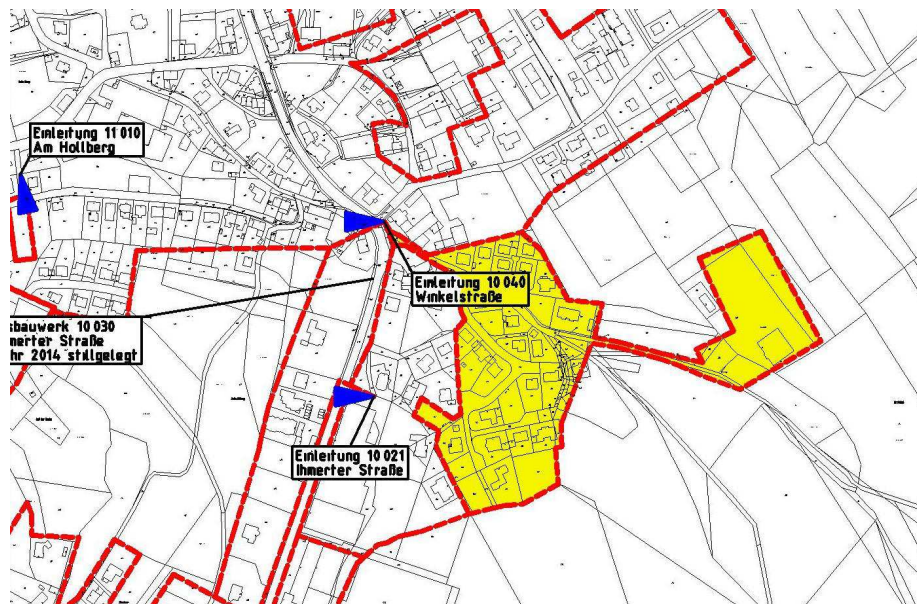 Einleitung 11 010
Am Hollberg
Einleitung 10 040
Winkelstraße
sbauwerk 10 030
merter Straße
hr 2014 stillgelegt
Einleitung 10 021
Ihmerter Straße